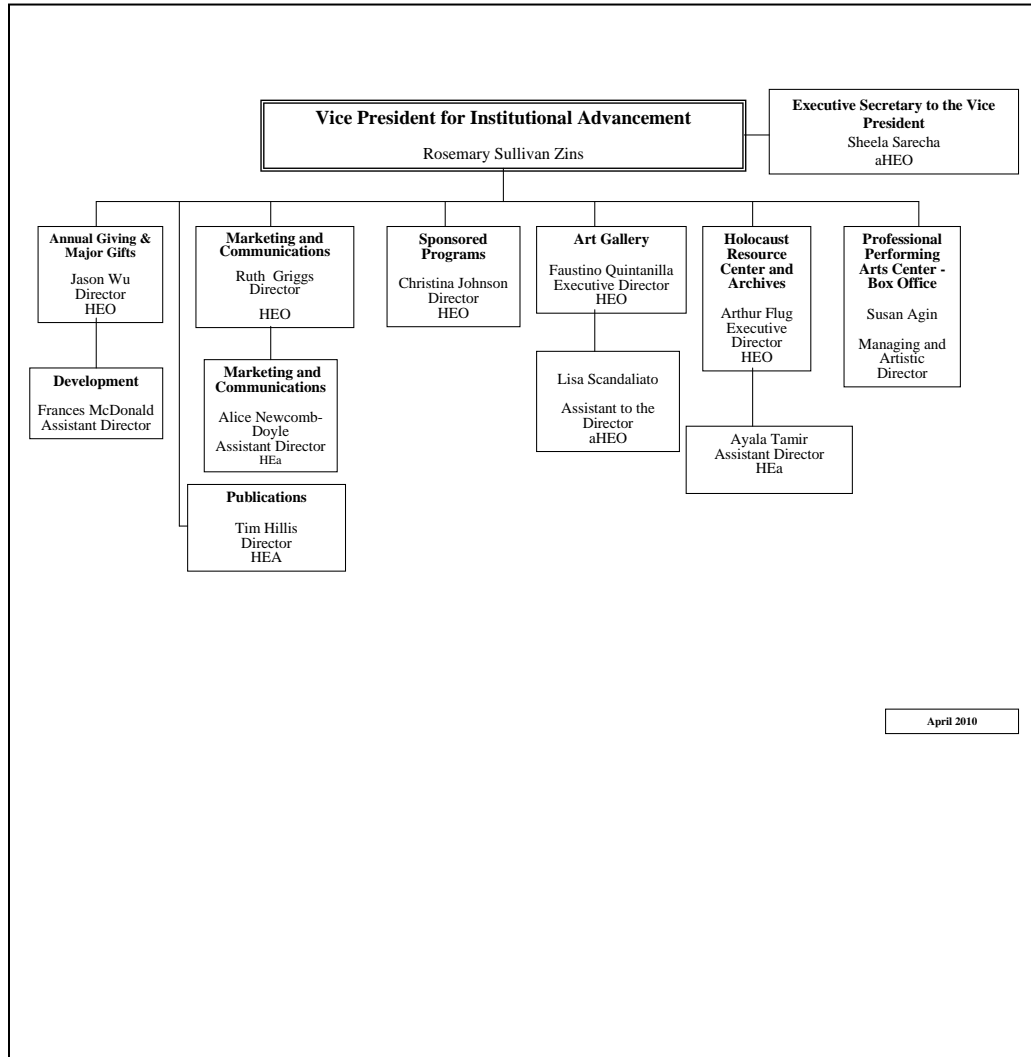 Vice President for Institutional Advancement
Rosemary Sullivan Zins
Executive Secretary to the Vice
President
Sheela Sarecha
aHEO
Annual Giving &
Major Gifts
Jason Wu
Director
HEO
Marketing and
Communications
Ruth Griggs
Director
HEO
Sponsored
Programs
Christina Johnson
Director
HEO
Art Gallery
Faustino Quintanilla
Executive Director
HEO
Holocaust
Resource
Center and
Archives
Arthur Flug
Executive
Director
HEO
Professional
Performing
Arts Center -
Box Office
Susan Agin
Managing and
Artistic
Director
Development
Frances McDonald
Assistant Director
Marketing and
Communications
Alice Newcomb-
Doyle
Assistant Director
HEa
Lisa Scandaliato
Assistant to the
Director
aHEO
Ayala Tamir
Assistant Director
HEa
Publications
Tim Hillis
Director
HEA
April 2010